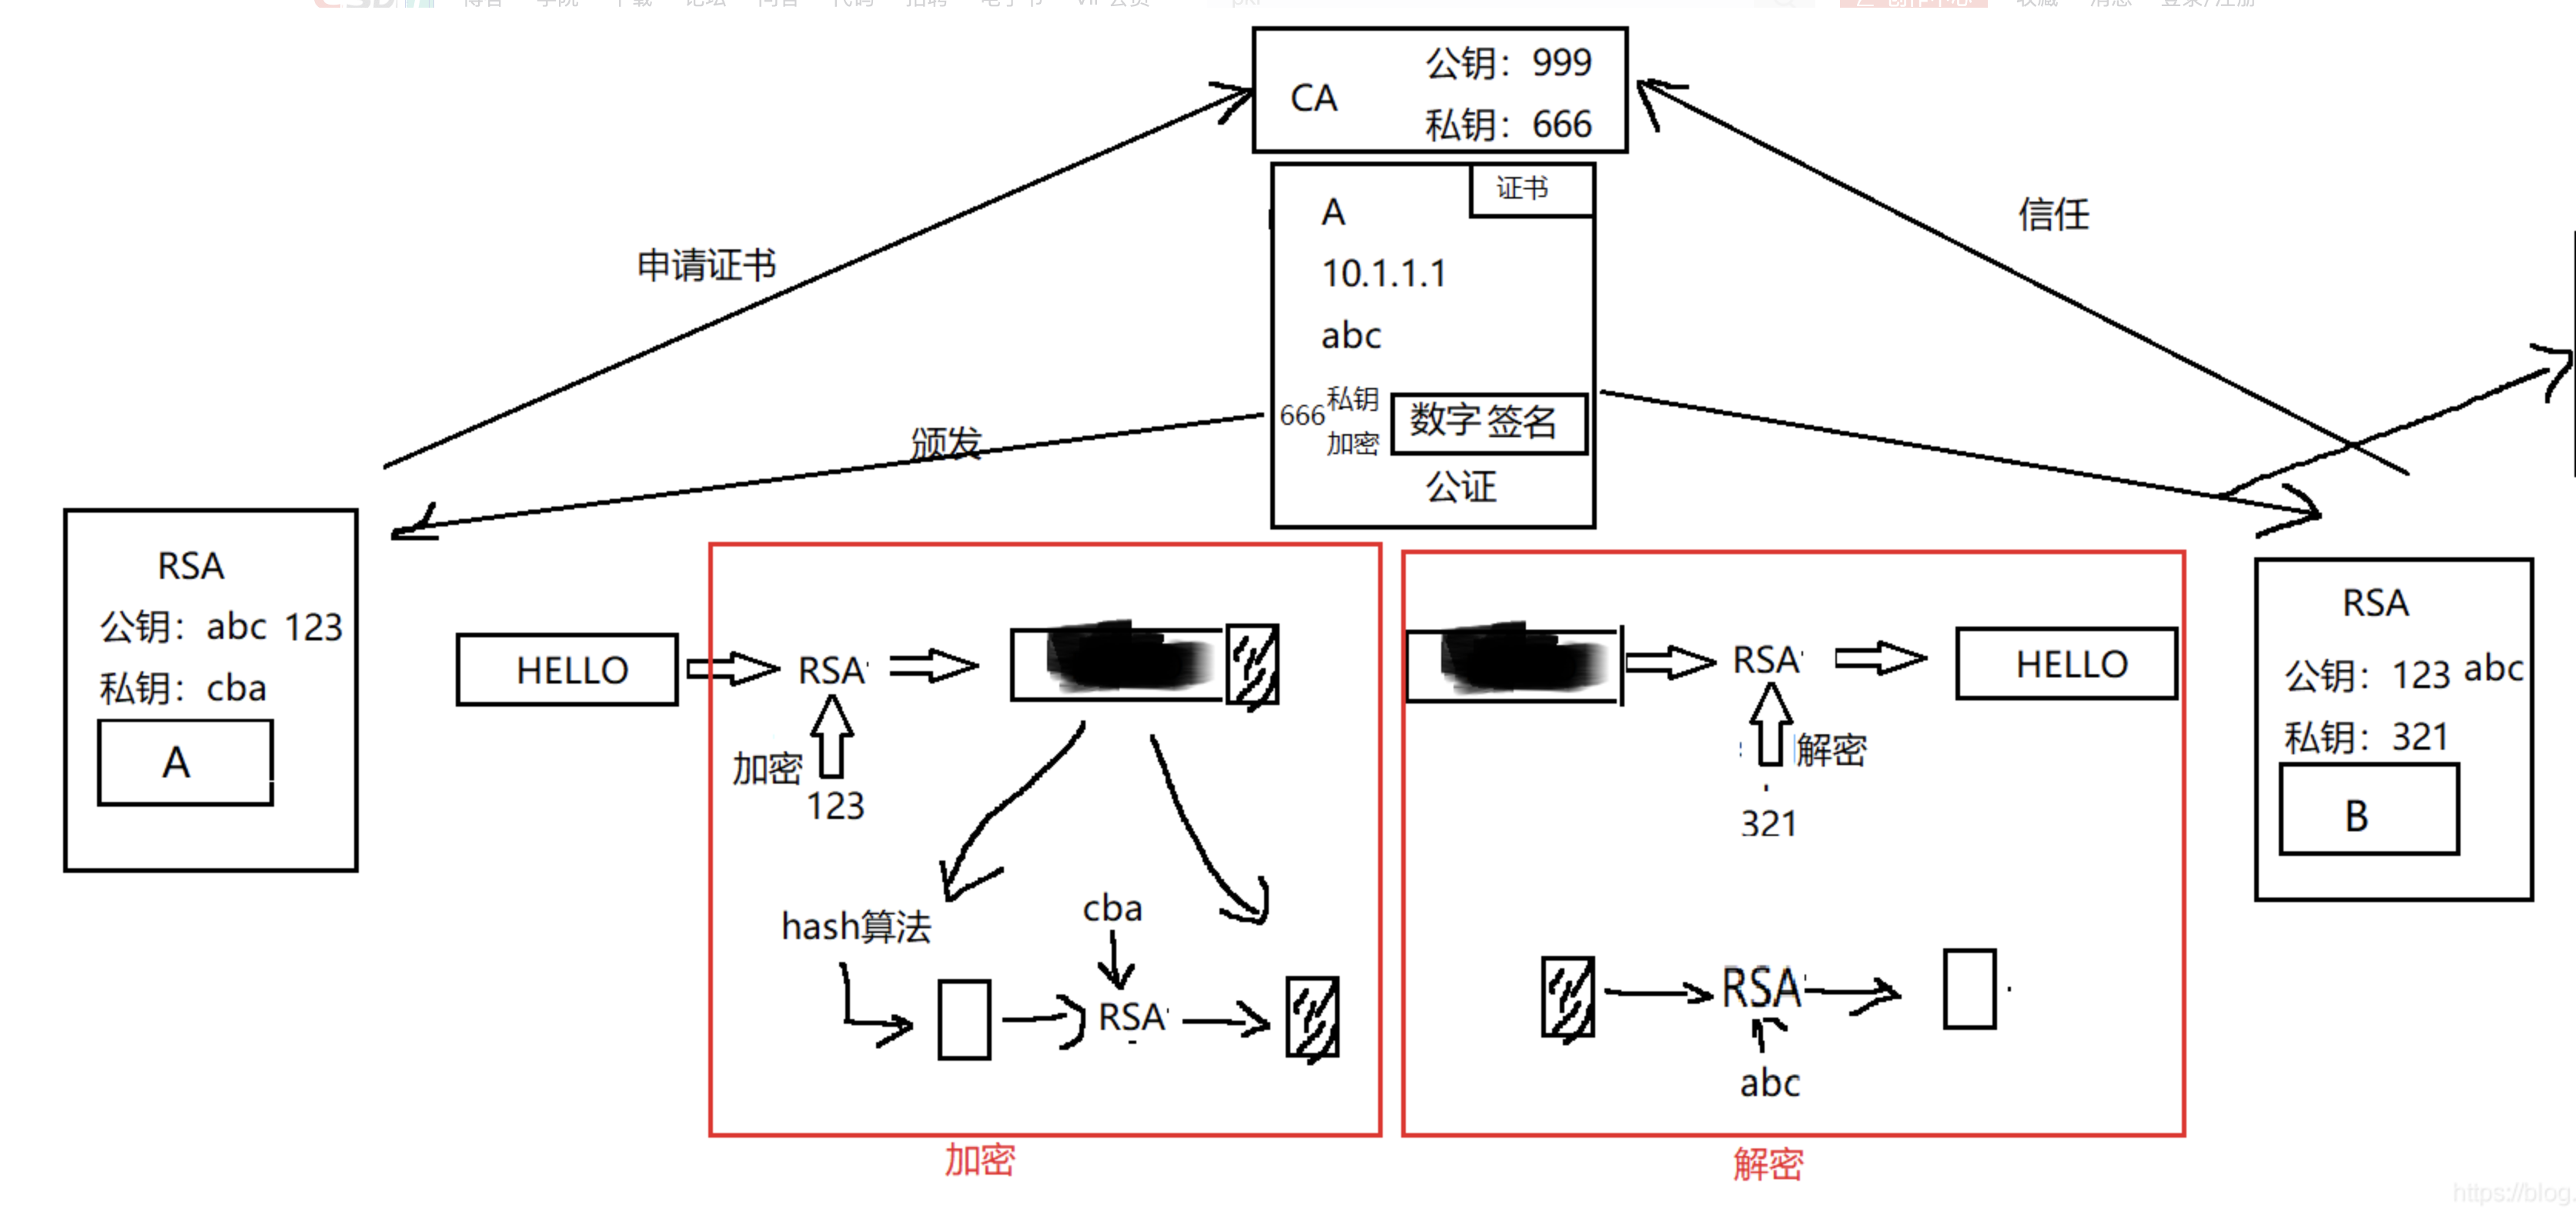 公钥：999
CA
私钥：666
证书
A
10.1.1.1
abc
666
私钥
加密
数字 签名
公证
申请证书
颁发
信任
RSA
公钥：abc 123
私钥：cba
A
HELLO
RSA
加密
123
hash算法
cba
RSA
加密
RSA
解密
321
HELLO
RSA
abc
解密
RSA
公钥：123 abc
私钥：321
B
https://blog.